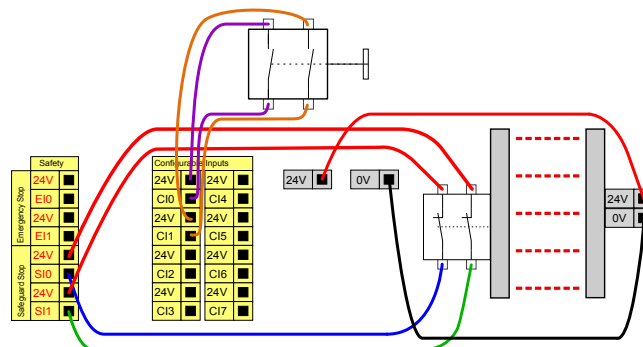 Safety
Emergency Stop
24V
EI0
24V
EI1
Safeguard Stop
24V
SI0
24V
SI1
Configurable Inputs
24V
CI0
24V
CI1
24V
CI2
24V
CI3
24V
CI4
24V
CI5
24V
CI6
24V
CI7
24V
0V
24V
0V